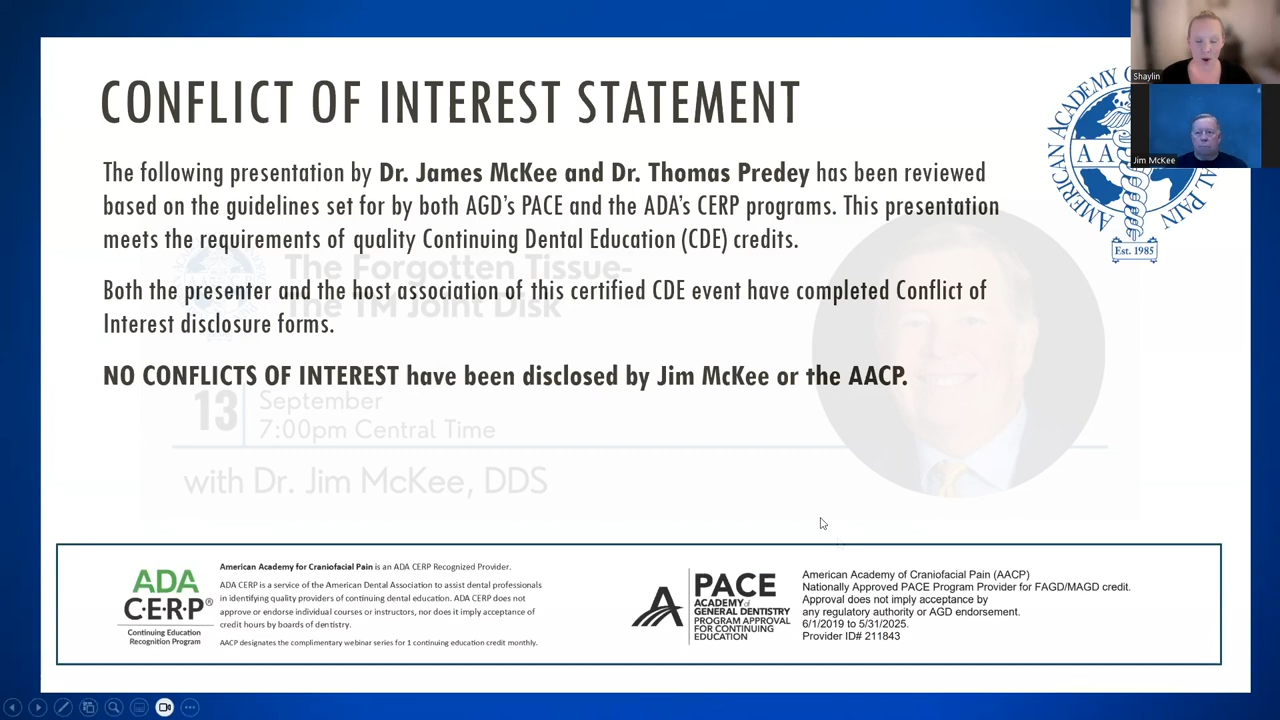 CONFLICT OF INTEREST STATEMENT
Shaylin
Jim McKee
The following presentation by Dr. James McKee and Dr. Thomas Predey has been reviewed
based on the guidelines set for by both AGD's PACE and the ADA's CERP programs. This presentation
meets the requirements of quality Continuing Dental Education (CDE) credits.
Est. 1985
The Forgotten Tissue-
The TM Joint Disk
Both the presenter and the host association of this certified CDE event have completed Conflict of
Interest disclosure forms.
NO CONFLICTS OF INTEREST have been disclosed by Jim McKee or the AACP.
13
September
7:00pm Central Time
with Dr. Jim McKee, DDS
ADA
C·E·R·P®
Continuing Education
Recognition Program
American Academy for Craniofacial Pain is an ADA CERP Recognized Provider.
ADA CERP is a service of the American Dental Association to assist dental professionals
in identifying quality providers of continuing dental education. ADA CERP does not
approve or endorse individual courses or instructors, nor does it imply acceptance of
credit hours by boards of dentistry.
AACP designates the complimentary webinar series for 1 continuing education credit monthly.
PACE
ACADEMY of
GENERAL DENTISTRY
PROGRAM APPROVAL
FOR CONTINUING
EDUCATION
American Academy of Craniofacial Pain (AACP)
Nationally Approved PACE Program Provider for FAGD/MAGD credit.
Approval does not imply acceptance by
any regulatory authority or AGD endorsement.
6/1/2019 to 5/31/2025.
Provider ID# 211843